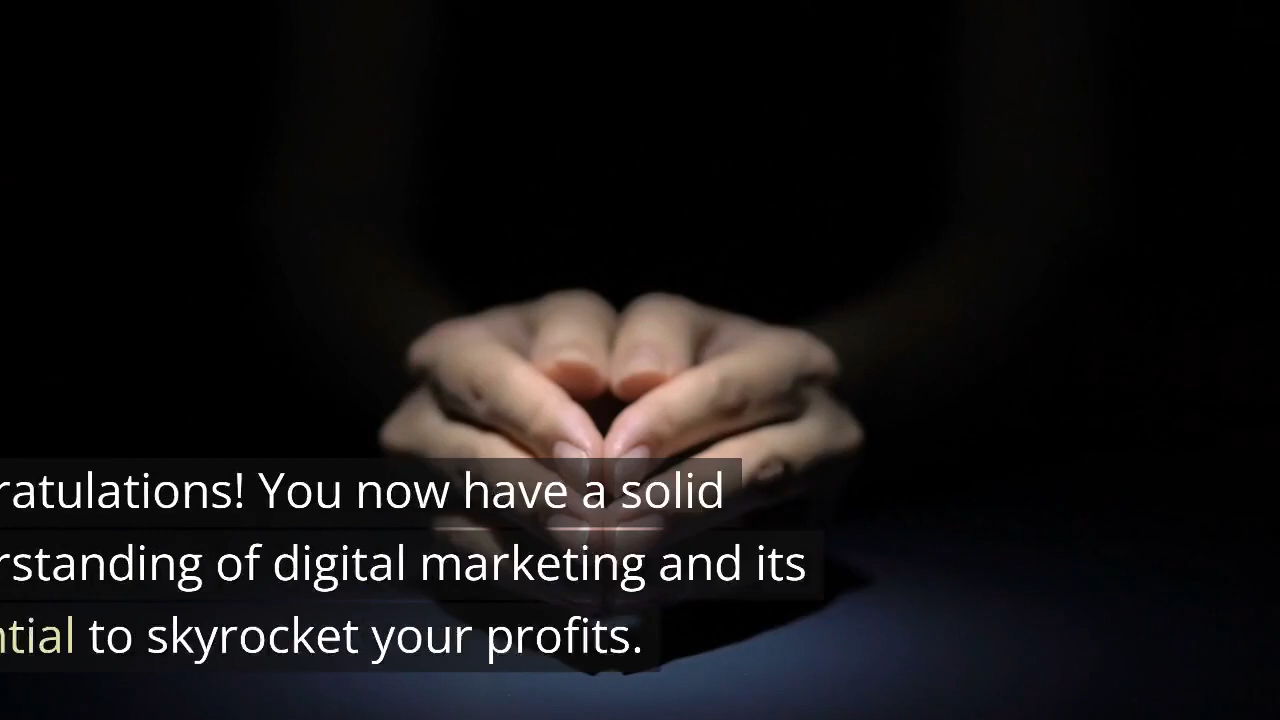 ratulations! You now have a solid
rstanding of digital marketing and its
ntial to skyrocket your profits.